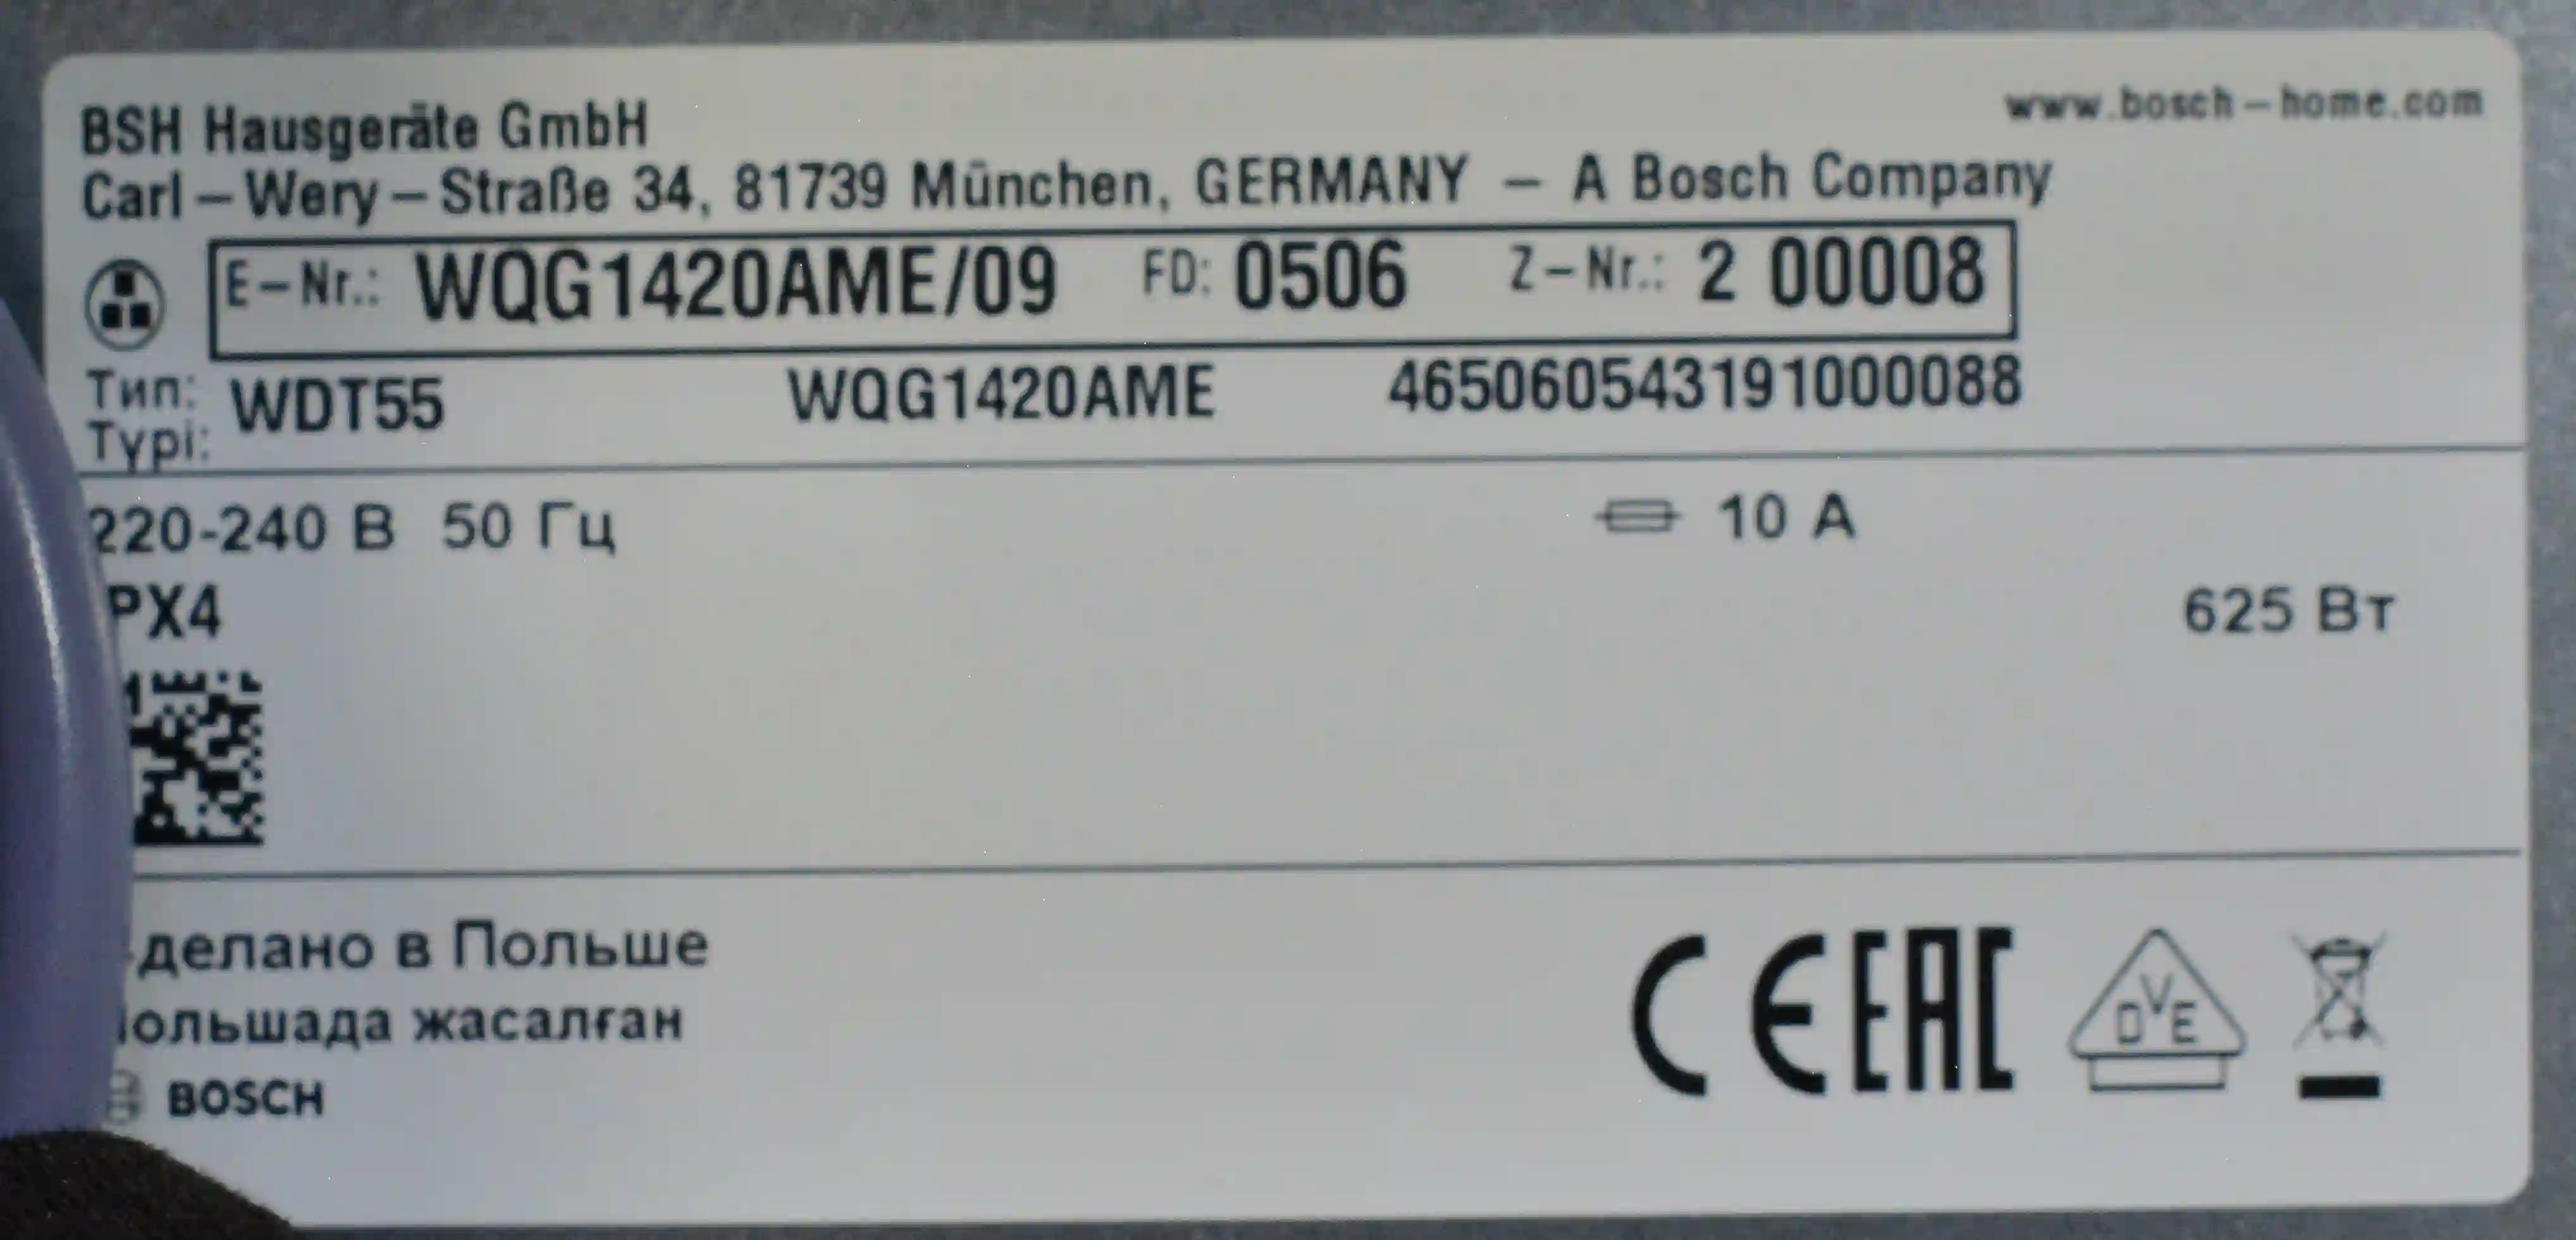 www.bosch-home.com
BSH Hausgeräte GmbH
Carl-Wery-Straße 34, 81739 München, GERMANY - A Bosch Company
E-Nr.: WQG1420AME/09 FD: 0506 Z-Nr.: 2 00008
Тип: WDT55 WQG1420AME 465060543191000088
Typi:
220-240 В 50 Гц 10 A
PX4 625 Вт
делано в Польше
ольшада жасалған
BOSCH
CE EAC DVE